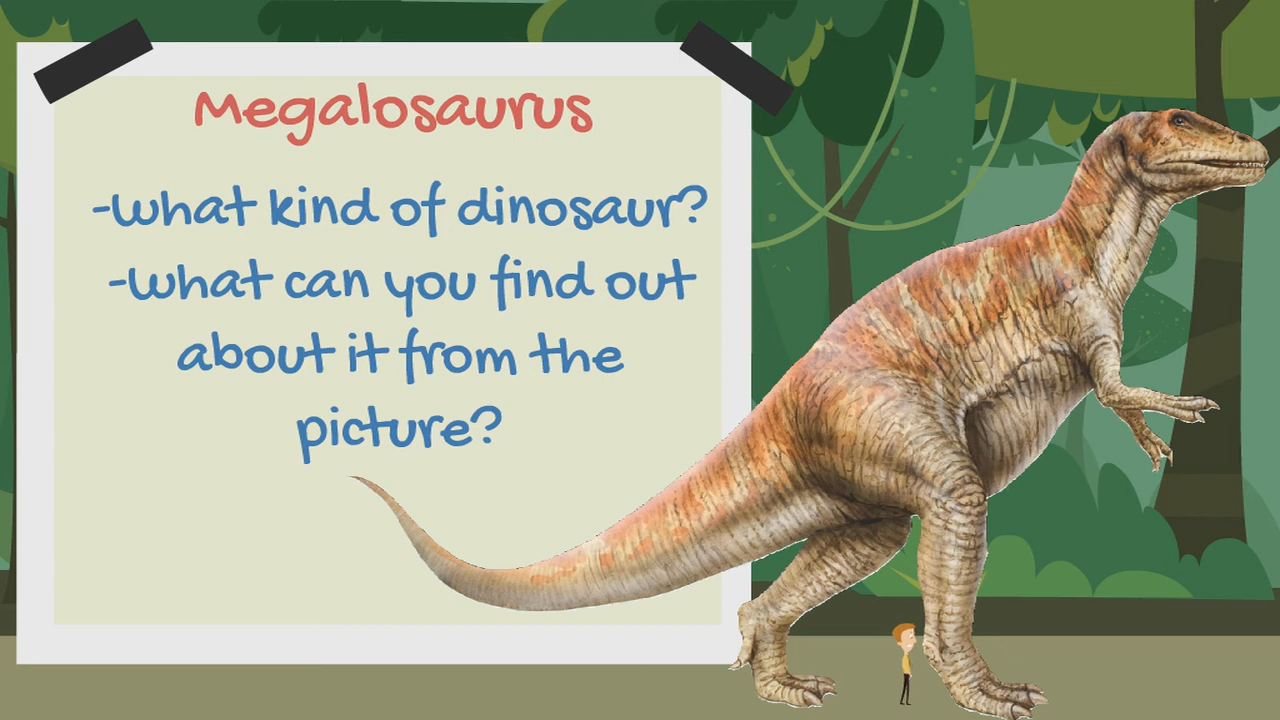 Megalosaurus
-What kind of dinosaur?
-What can you find out
about it from the
picture?